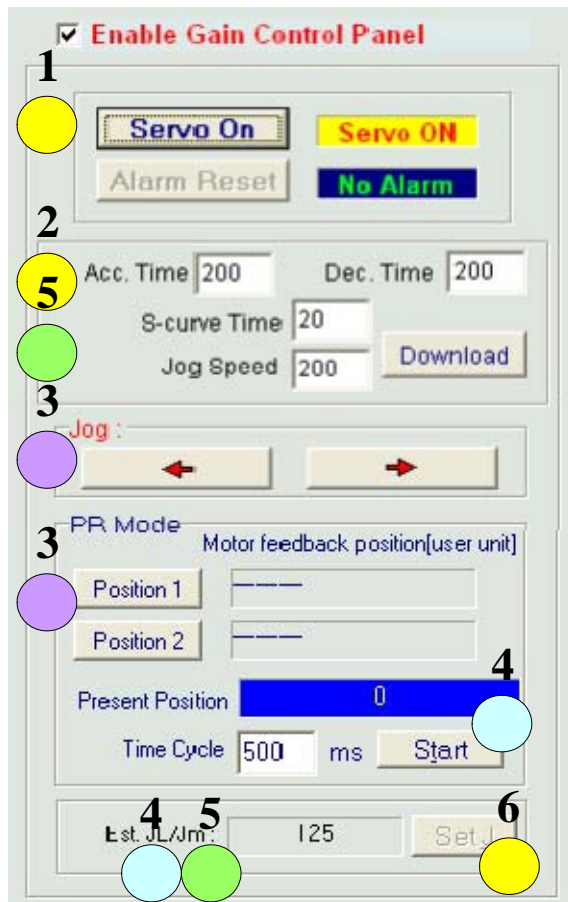 Enable Gain Control Panel
1
Servo On Servo ON
Alarm Reset No Alarm
2
Acc. Time 200 Dec. Time 200
5
S-curve Time 20
Jog Speed 200 Download
3
Jog :
PR Mode
3
Motor feedback position[user unit]
Position 1 ———
Position 2 ———
4
Present Position 0
Time Cycle 500 ms Start
4 5 6
Est. JL/Jm : 125 Set J